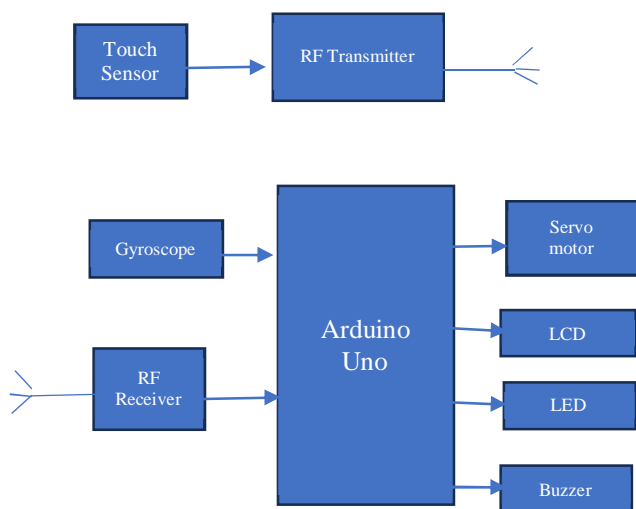 Touch
Sensor
RF Transmitter
Gyroscope
RF
Receiver
Arduino
Uno
Servo
motor
LCD
LED
Buzzer